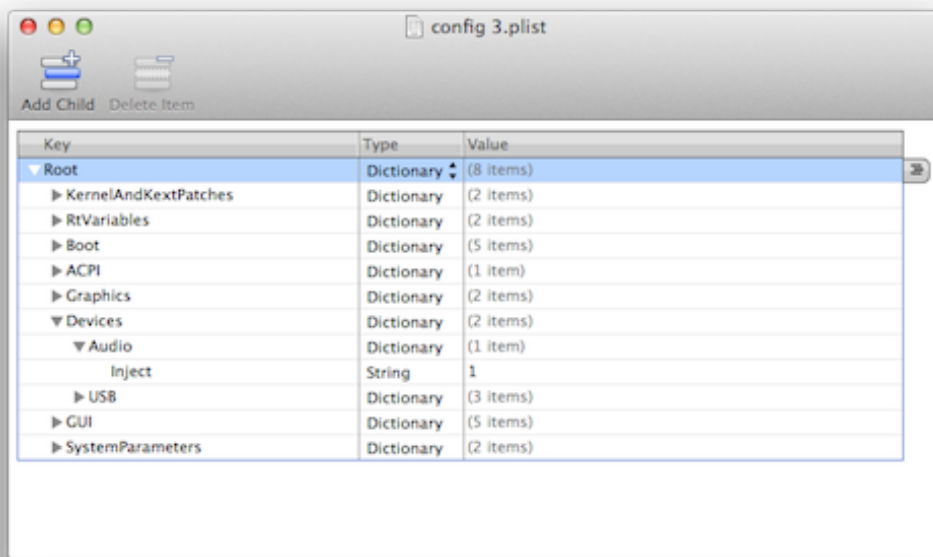 config 3.plist
Add Child Delete Item
Key Type Value
Root Dictionary (8 items)
KernelAndKextPatches Dictionary (2 items)
RtVariables Dictionary (2 items)
Boot Dictionary (5 items)
ACPI Dictionary (1 item)
Graphics Dictionary (2 items)
Devices Dictionary (2 items)
Audio Dictionary (1 item)
Inject String 1
USB Dictionary (3 items)
GUI Dictionary (5 items)
SystemParameters Dictionary (2 items)